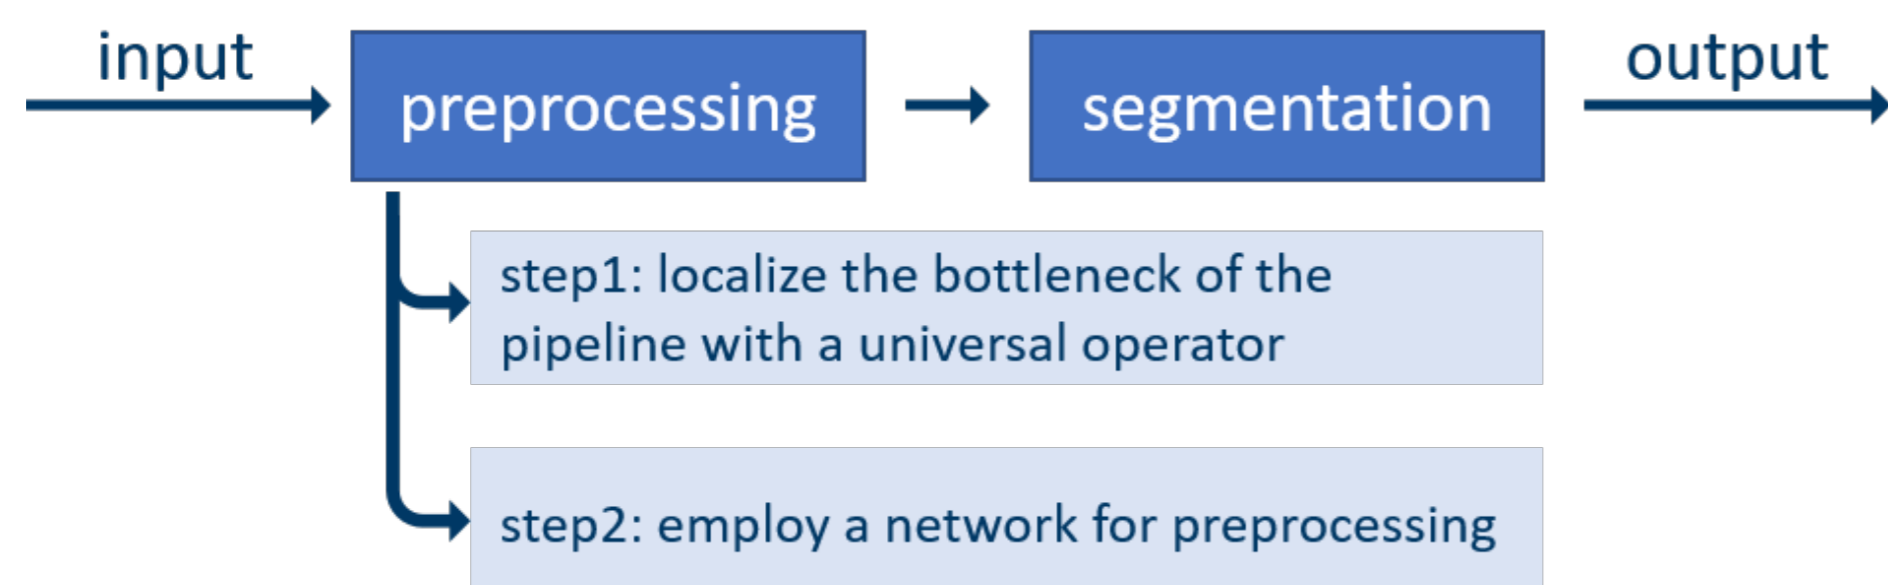 input
preprocessing
segmentation
output
step1: localize the bottleneck of the
pipeline with a universal operator
step2: employ a network for preprocessing